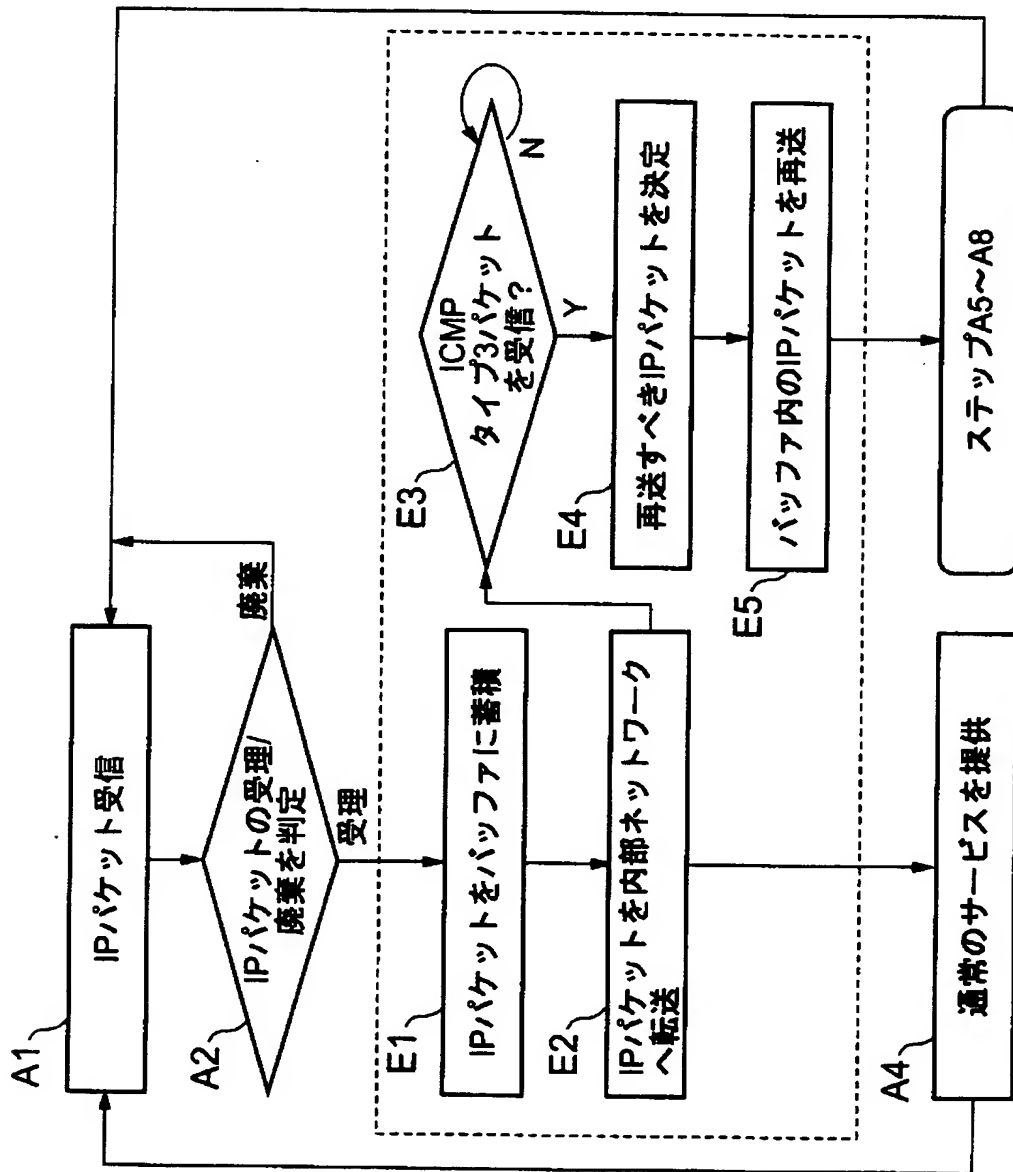 A1
IPパケット受信
A2
IPパケットの受理/
廃棄を判定
廃棄
受理
E1
IPパケットをバッファに蓄積
E2
IPパケットを内部ネットワーク
へ転送
A4
通常のサービスを提供
E3
ICMP
タイプ3パケット
を受信?
N
Y
E4
再送すべきIPパケットを決定
E5
バッファ内のIPパケットを再送
ステップA5~A8